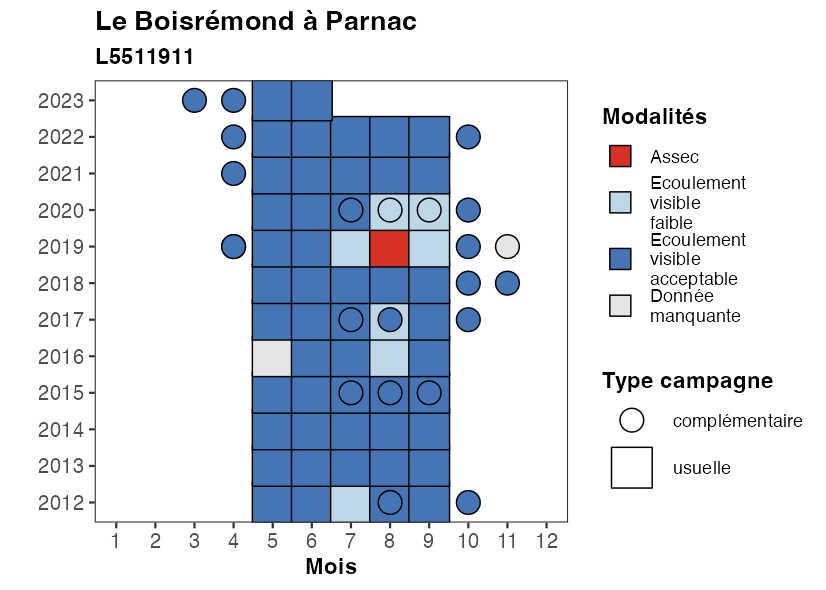 Le Boisrémond à Parnac
L5511911
2023
2022
2021
2020
2019
2018
2017
2016
2015
2014
2013
2012
1 2 3 4 5 6 7 8 9 10 11 12
Mois
Modalités
Assec
Ecoulement
visible
faible
Ecoulement
visible
acceptable
Donnée
manquante
Type campagne
complémentaire
usuelle